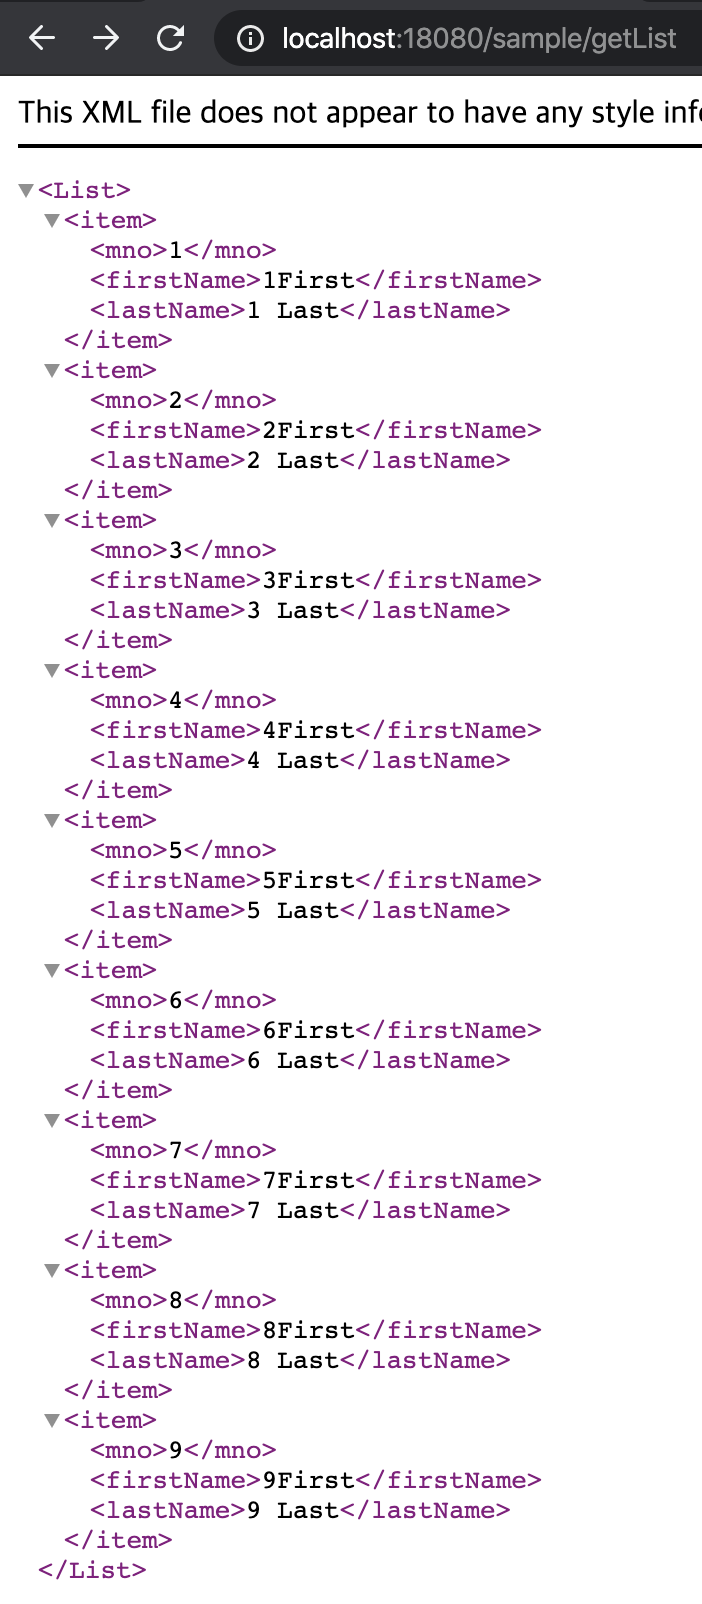 localhost:18080/sample/getList
This XML file does not appear to have any style
<List>
<item>
<mno>1</mno>
<firstName>1First</firstName>
<lastName>1 Last</lastName>
</item>
<item>
<mno>2</mno>
<firstName>2First</firstName>
<lastName>2 Last</lastName>
</item>
<item>
<mno>3</mno>
<firstName>3First</firstName>
<lastName>3 Last</lastName>
</item>
<item>
<mno>4</mno>
<firstName>4First</firstName>
<lastName>4 Last</lastName>
</item>
<item>
<mno>5</mno>
<firstName>5First</firstName>
<lastName>5 Last</lastName>
</item>
<item>
<mno>6</mno>
<firstName>6First</firstName>
<lastName>6 Last</lastName>
</item>
<item>
<mno>7</mno>
<firstName>7First</firstName>
<lastName>7 Last</lastName>
</item>
<item>
<mno>8</mno>
<firstName>8First</firstName>
<lastName>8 Last</lastName>
</item>
<item>
<mno>9</mno>
<firstName>9First</firstName>
<lastName>9 Last</lastName>
</item>
</List>